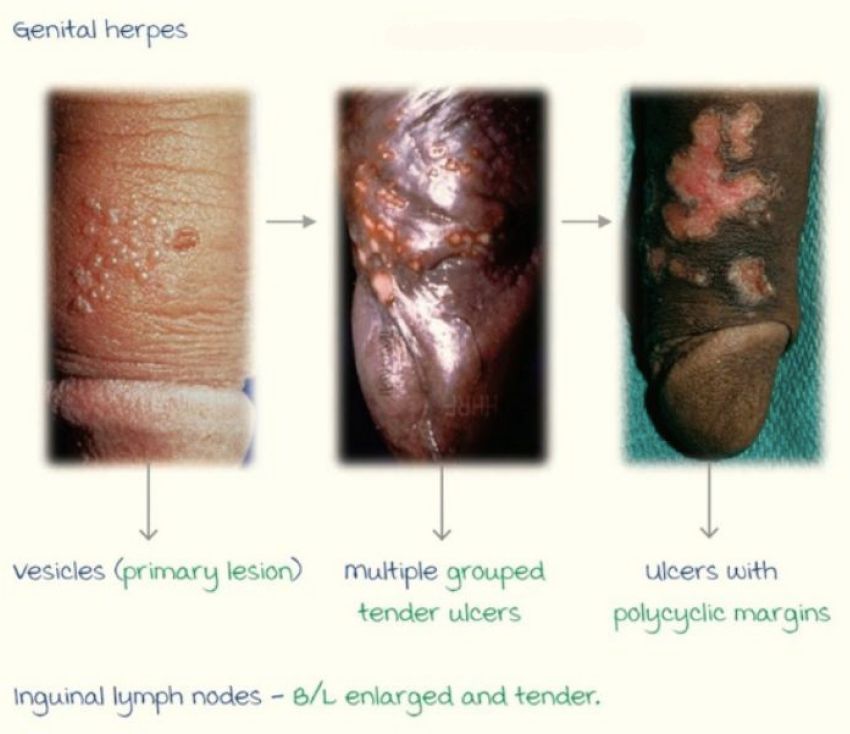 Genital herpes
vesicles (primary lesion)
multiple grouped
tender ulcers
ulcers with
polycyclic margins
Inguinal lymph nodes - B/L enlarged and tender.